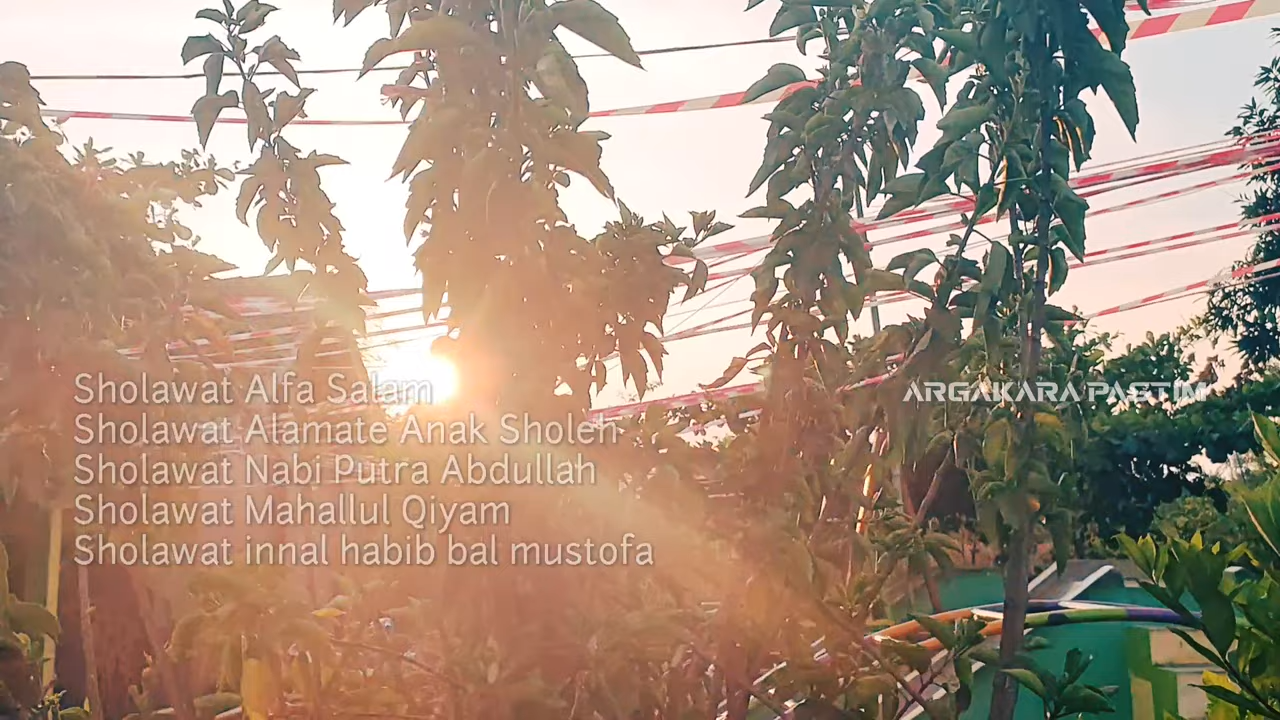 Sholawat Alfa Salam
Sholawat Alamate Anak Sholeh
Sholawat Nabi Putra Abdullah
Sholawat Mahallul Qiyam
Sholawat innal habib bal mustofa
ARGAKARA PASTIM